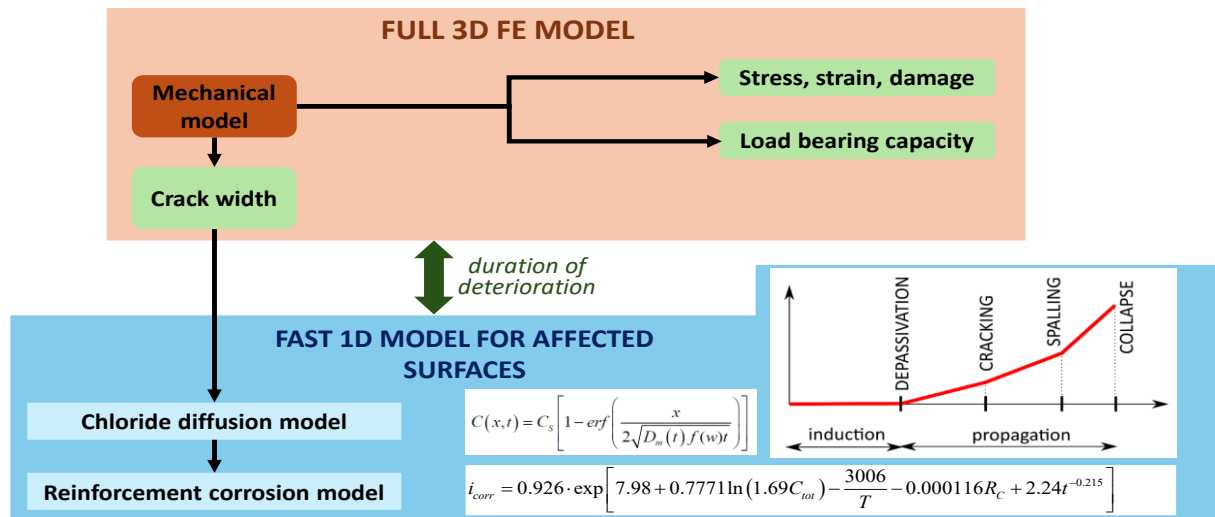 FULL 3D FE MODEL
Mechanical
model
Stress, strain, damage
Load bearing capacity
Crack width
duration of
deterioration
FAST 1D MODEL FOR AFFECTED
SURFACES
Chloride diffusion model
Reinforcement corrosion model
C(x,t) = C_S [1 − erf( x / (2√(D_m(t) f(w)t)) )]
DEPASSIVATION
CRACKING
SPALLING
COLLAPSE
induction
propagation
i_corr = 0.926 · exp[7.98 + 0.7771 ln(1.69C_tot) − 3006/T − 0.000116R_C + 2.24t^−0.215]